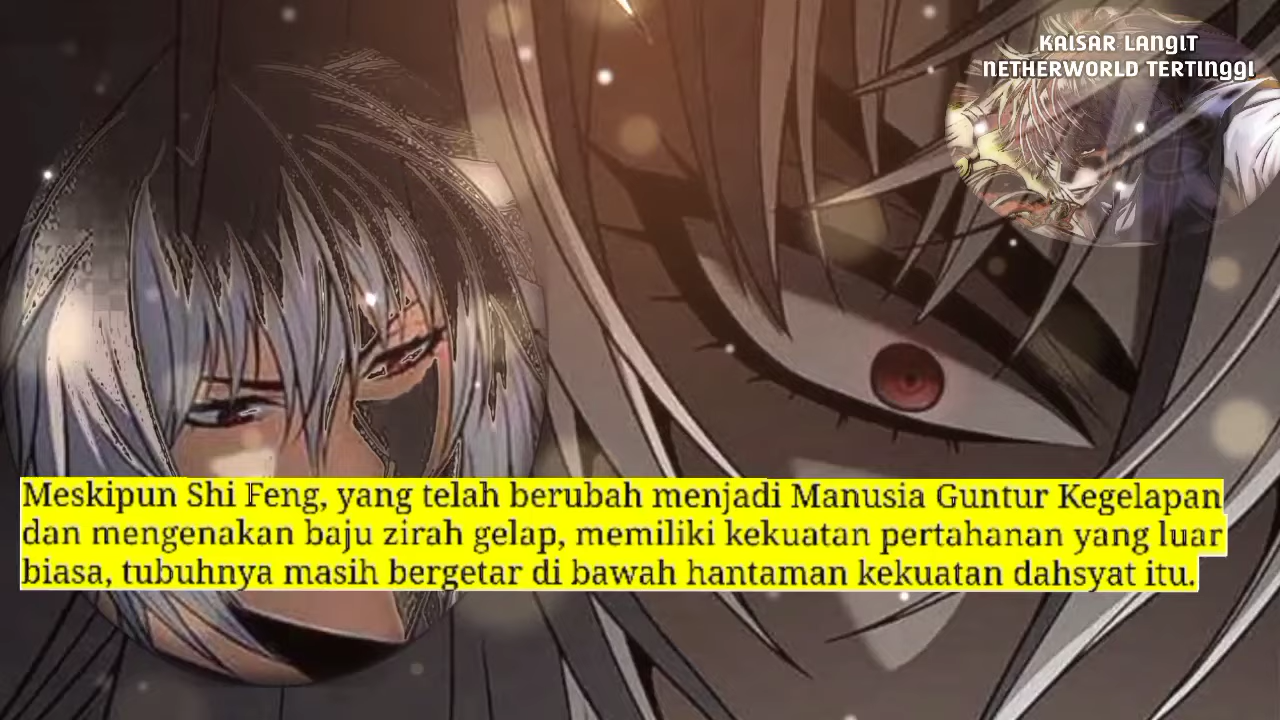 KAISAR LANGIT
NETHERWORLD TERTINGGI
Meskipun Shi Feng, yang telah berubah menjadi Manusia Guntur Kegelapan
dan mengenakan baju zirah gelap, memiliki kekuatan pertahanan yang luar
biasa, tubuhnya masih bergetar di bawah hantaman kekuatan dahsyat itu.